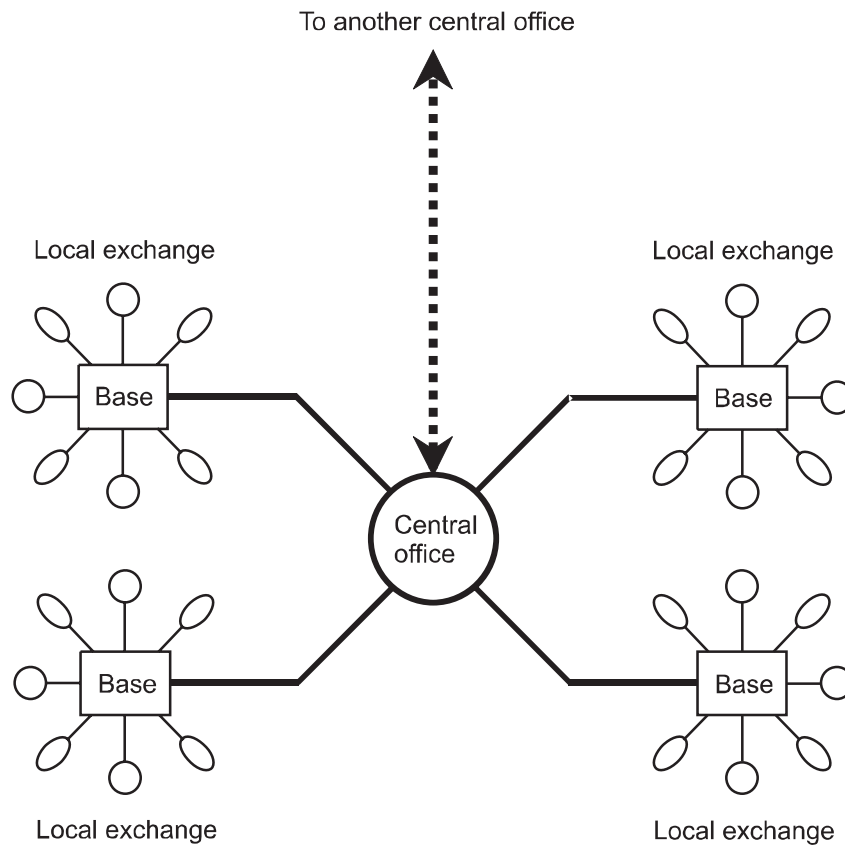 To another central office
Local exchange
Local exchange
Base
Base
Central
office
Base
Base
Local exchange
Local exchange